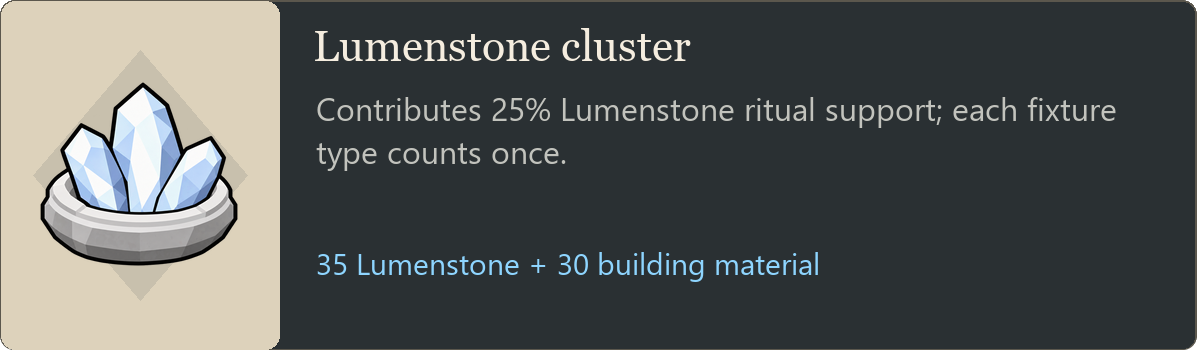 Lumenstone cluster
Contributes 25% Lumenstone ritual support; each fixture
type counts once.
35 Lumenstone + 30 building material